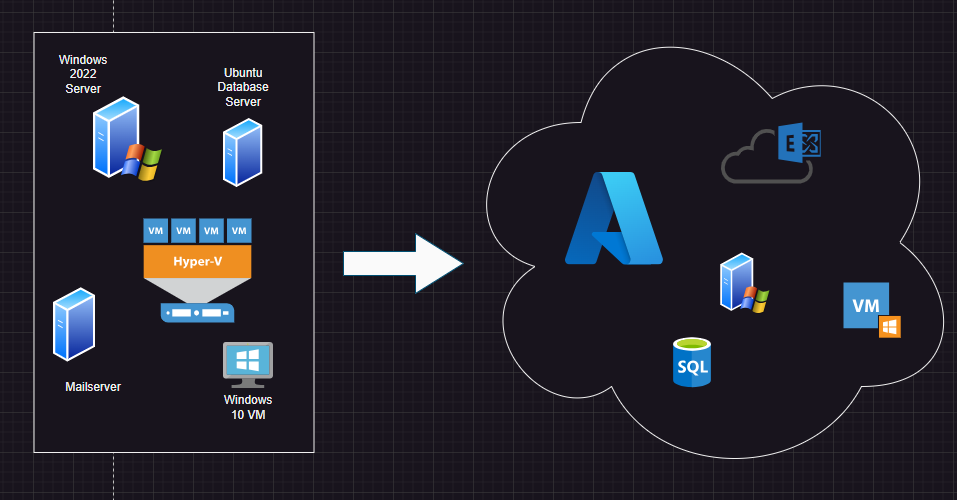 Windows
2022
Server
Ubuntu
Database
Server
VM VM VM VM
Hyper-V
Mailserver
Windows
10 VM
E
VM
SQL